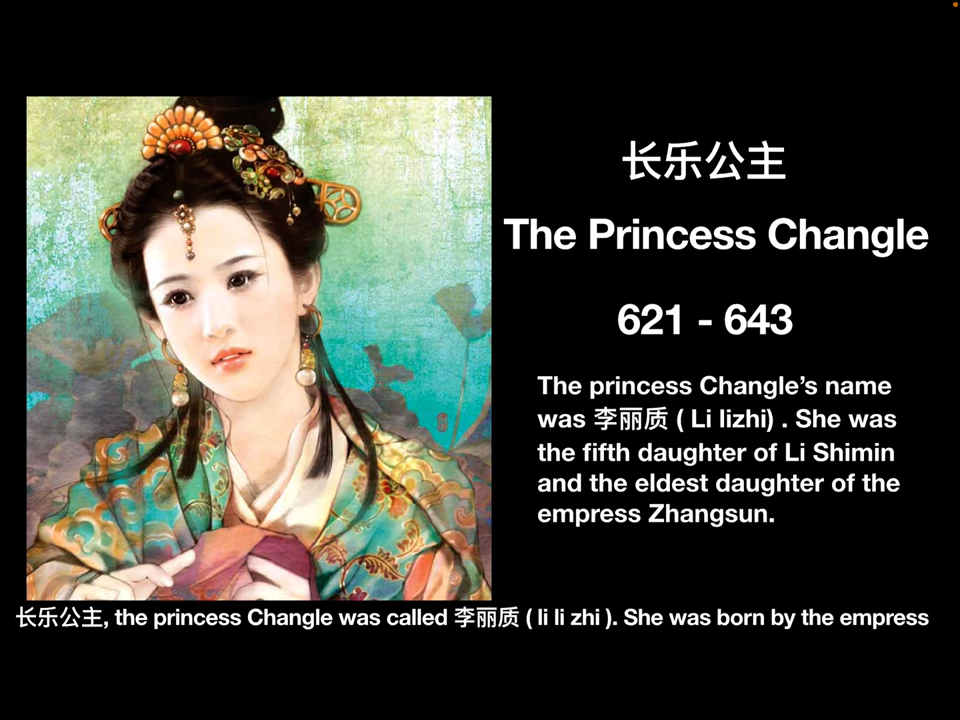 长乐公主
The Princess Changle
621 - 643
The princess Changle’s name
was 李丽质 ( Li lizhi) . She was
the fifth daughter of Li Shimin
and the eldest daughter of the
empress Zhangsun.
长乐公主, the princess Changle was called 李丽质 ( li li zhi ). She was born by the empress